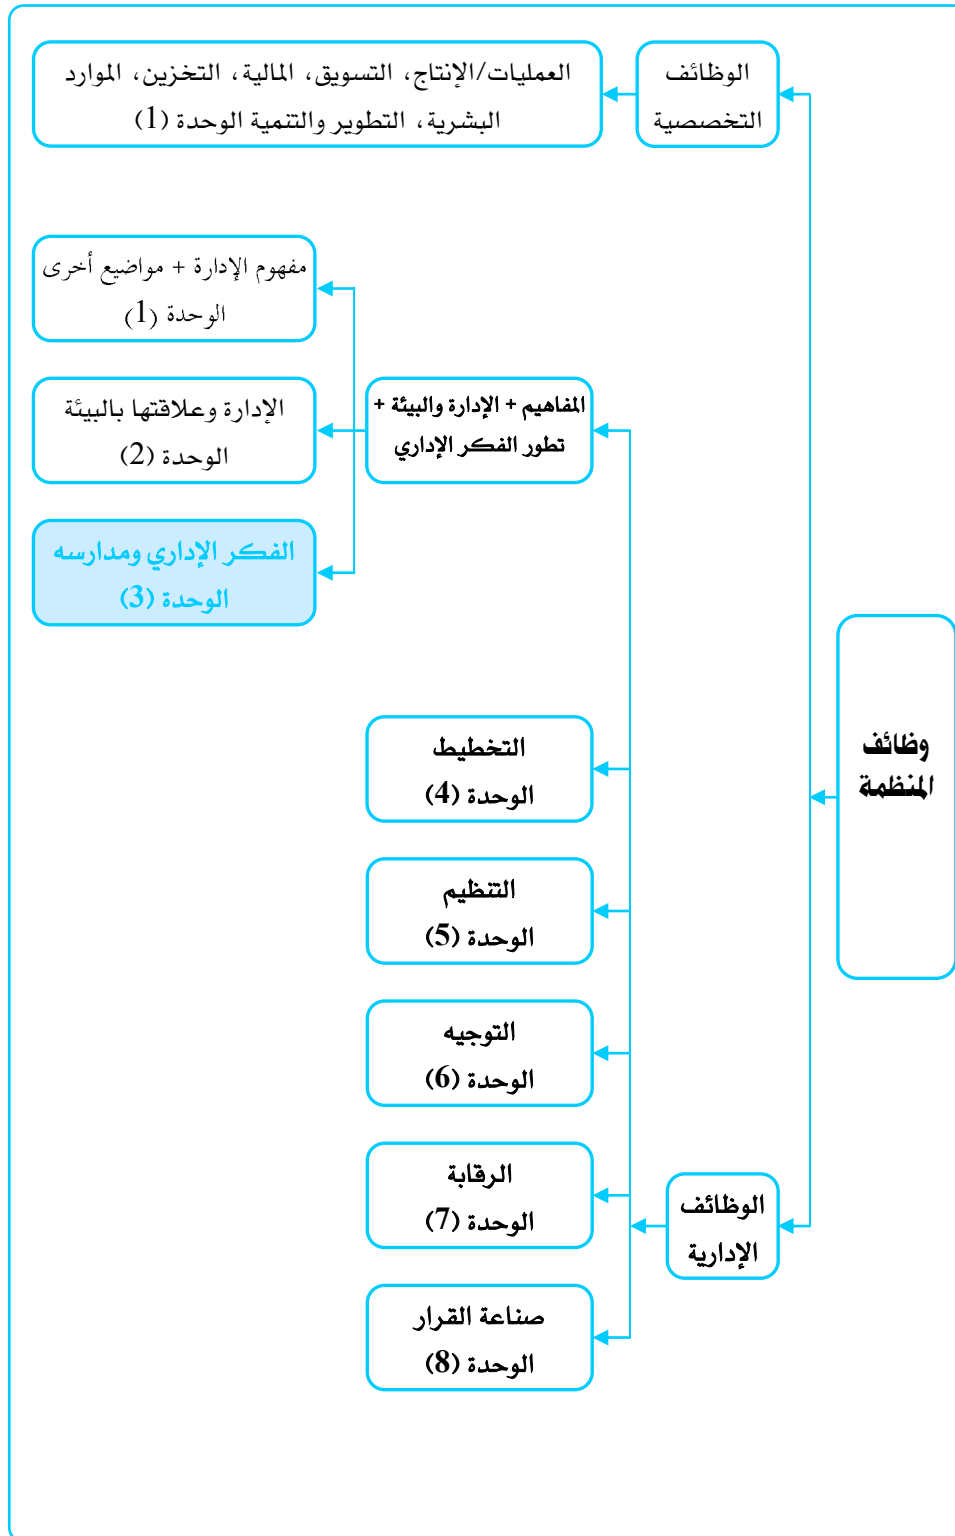 الوظائف
التخصصية
العمليات/الإنتاج، التسويق، المالية، التخزين، الموارد
البشرية، التطوير والتنمية الوحدة (1)
مفهوم الإدارة + مواضيع أخرى
الوحدة (1)
المفاهيم + الإدارة والبيئة +
تطور الفكر الإداري
الإدارة وعلاقتها بالبيئة
الوحدة (2)
الفكر الإداري ومدارسه
الوحدة (3)
وظائف
المنظمة
التخطيط
الوحدة (4)
التنظيم
الوحدة (5)
التوجيه
الوحدة (6)
الرقابة
الوحدة (7)
الوظائف
الإدارية
صناعة القرار
الوحدة (8)